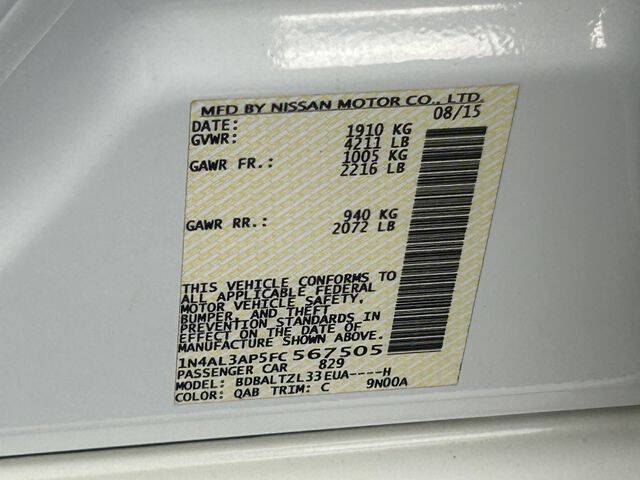 MFD BY NISSAN MOTOR CO., LTD.
DATE: 08/15
GVWR: 1910 KG
4211 LB
GAWR FR.: 1005 KG
2216 LB
GAWR RR.: 940 KG
2072 LB
THIS VEHICLE CONFORMS TO
ALL APPLICABLE FEDERAL
MOTOR VEHICLE SAFETY,
BUMPER, AND THEFT
PREVENTION STANDARDS IN
EFFECT ON THE DATE OF
MANUFACTURE SHOWN ABOVE.
1N4AL3AP5FC567505
PASSENGER CAR 829
MODEL: BDBALTZL33EUA----H
COLOR: QAB TRIM: C 9N00A